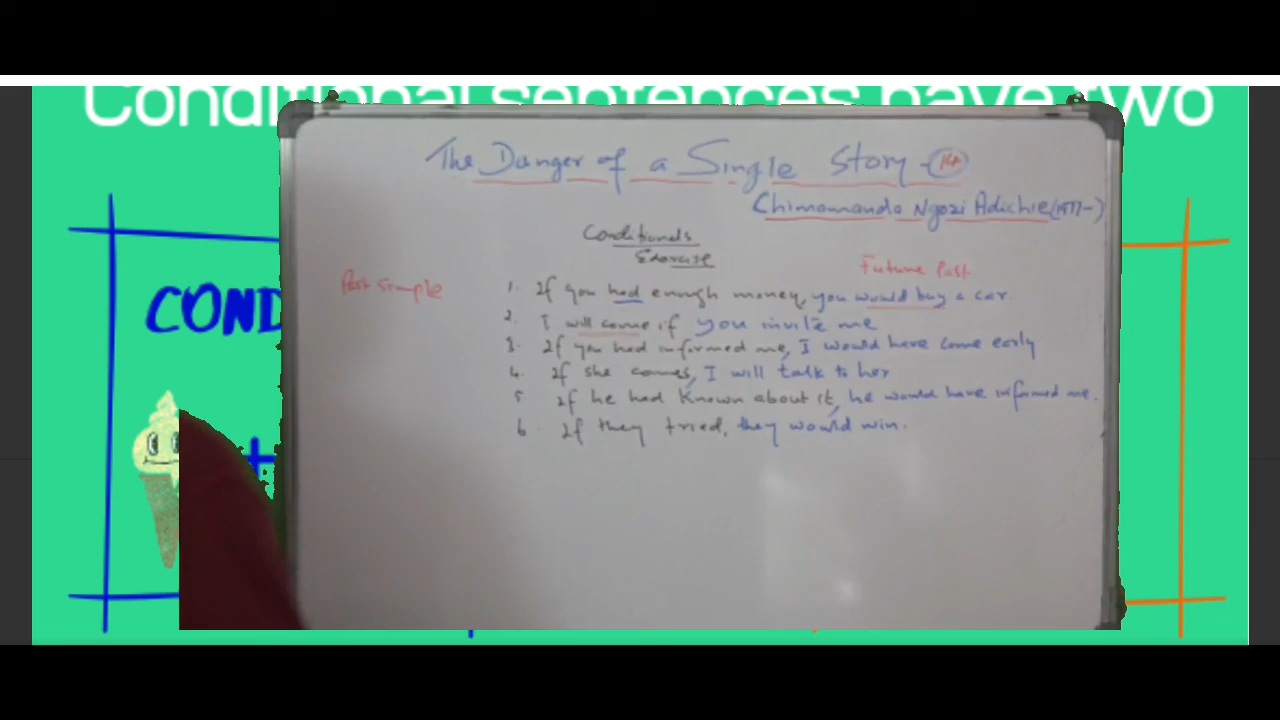 Conditional sentences have two
The Danger of a Single Story - 14
Chimamanda Ngozi Adichie (1977-)
Conditionals
Exercise
Past Simple
Future Past
1. If you had enough money, you would buy a car.
2. I will come if you invite me
3. If you had informed me, I would have come early
4. If she comes, I will talk to her
5 If he had known about it, he would have informed me.
6. If they tried, they would win.
COND
+